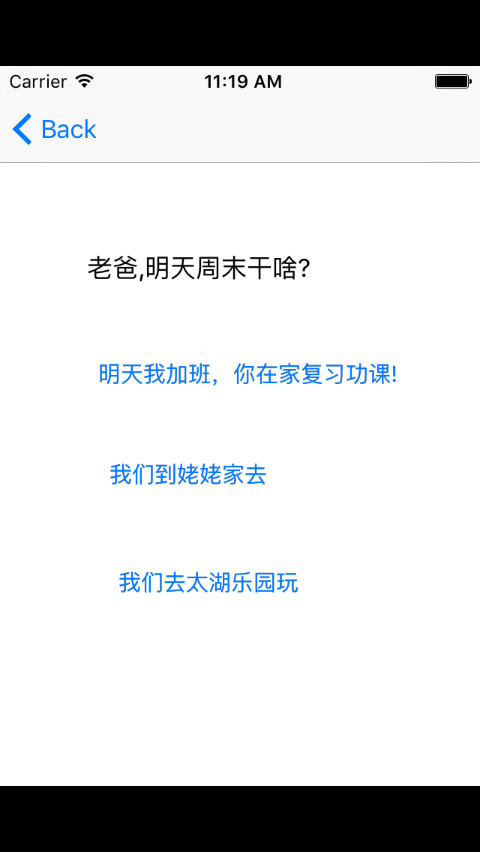 Carrier 11:19 AM
Back
老爸,明天周末干啥?
明天我加班，你在家复习功课!
我们到姥姥家去
我们去太湖乐园玩